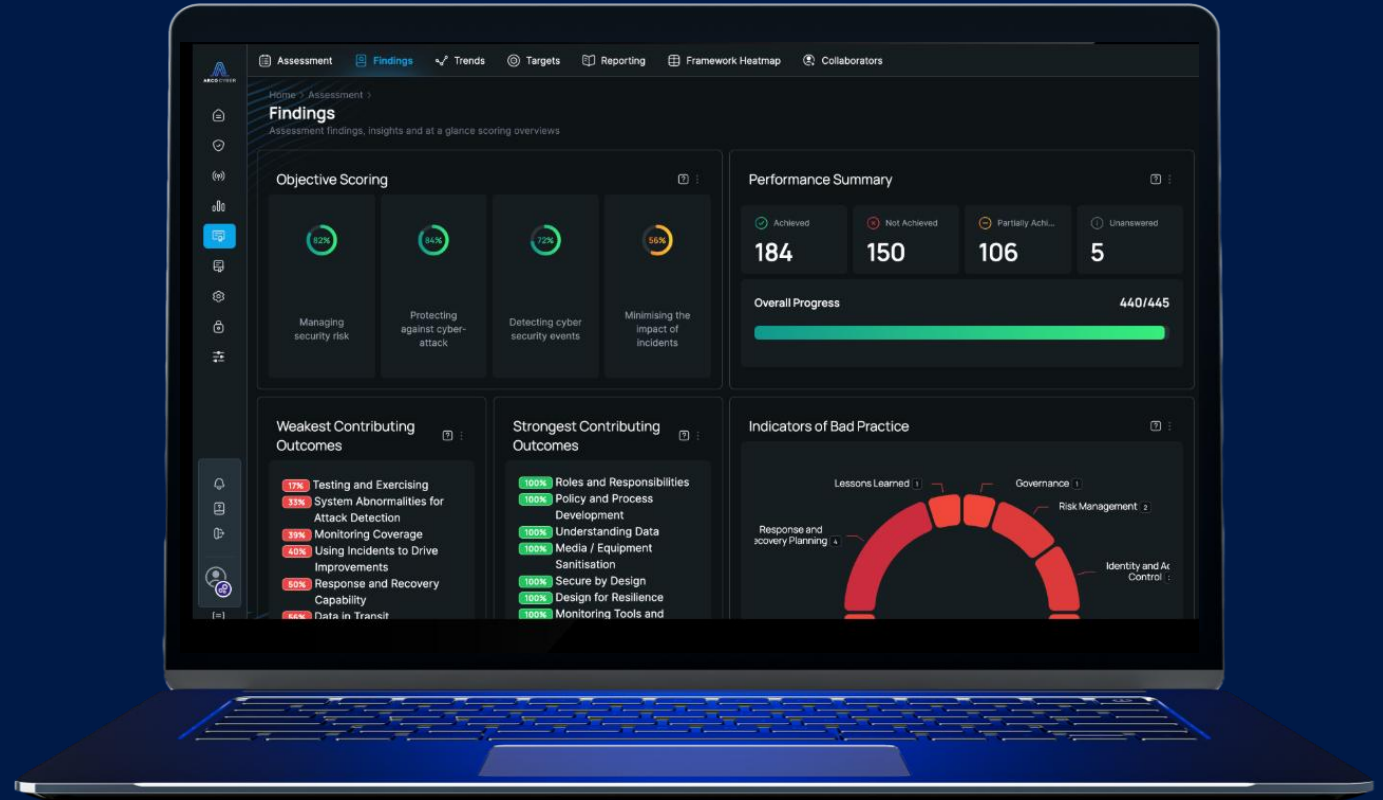 ARCO CYBER
Assessment
Findings
Trends
Targets
Reporting
Framework Heatmap
Collaborators
Home > Assessment >
Findings
Assessment findings, insights and at a glance scoring overviews
Objective Scoring
82%
Managing
security risk
84%
Protecting
against cyber-
attack
72%
Detecting cyber
security events
56%
Minimising the
impact of
incidents
Performance Summary
Achieved
184
Not Achieved
150
Partially Achi...
106
Unanswered
5
Overall Progress
440/445
Weakest Contributing
Outcomes
17% Testing and Exercising
33% System Abnormalities for
Attack Detection
39% Monitoring Coverage
40% Using Incidents to Drive
Improvements
50% Response and Recovery
Capability
Data in Transit
Strongest Contributing
Outcomes
100% Roles and Responsibilities
100% Policy and Process
Development
100% Understanding Data
100% Media / Equipment
Sanitisation
100% Secure by Design
100% Design for Resilience
100% Monitoring Tools and
Indicators of Bad Practice
Lessons Learned 1
Governance 1
Risk Management 2
Response and
ecovery Planning 4
Identity and Ac
Control